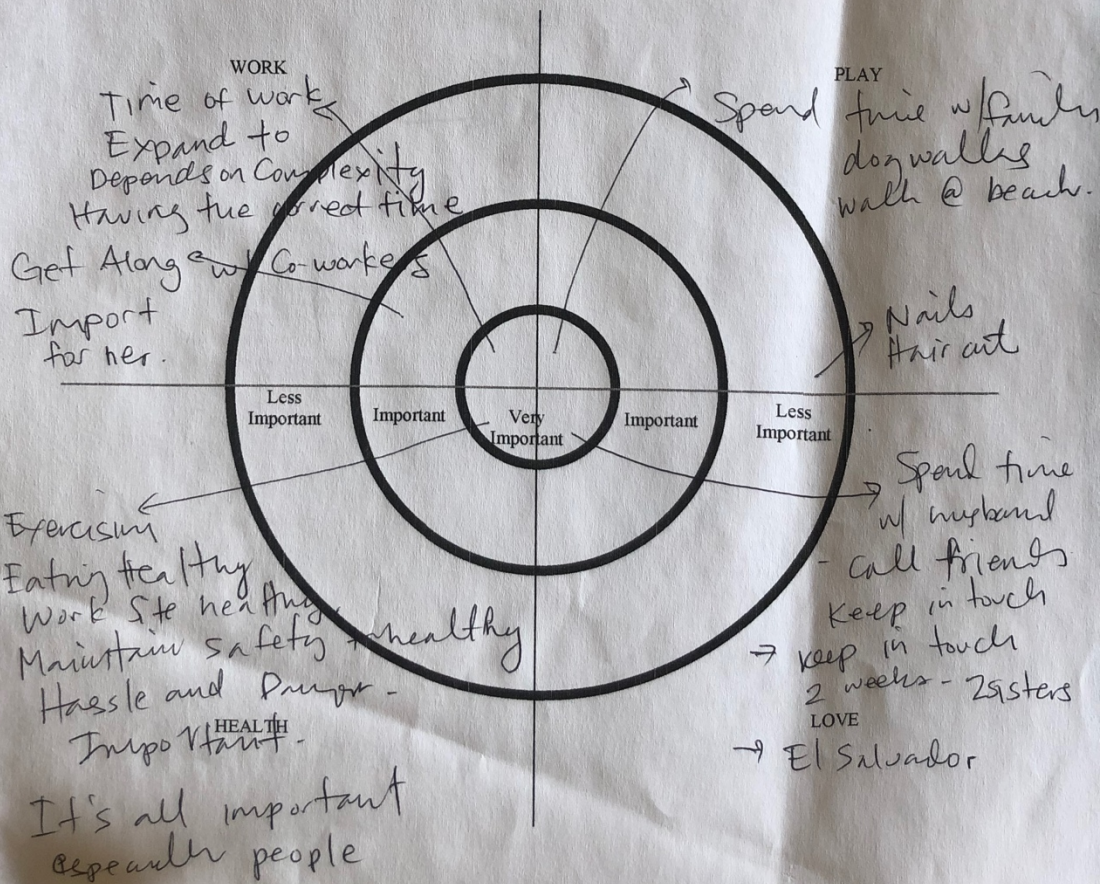 WORK
Time of work
Expand to
Depends on Complexity
Having the correct time
Get Along w/ Co-workers
Import
for her.
PLAY
Spend time w/family
dogwalks
walk @ beach.
Nails
Hair cut
Less Important
Important
Very Important
Important
Less Important
Exercising
Eating Healthy
Work Site healthy
Maintain safety + healthy
Hassle and Danger -
HEALTH
Important.
It's all important
people
Spend time
w/ husband
- Call friends
Keep in touch
→ keep in touch
2 weeks - 2 sisters
LOVE
→ El Salvador